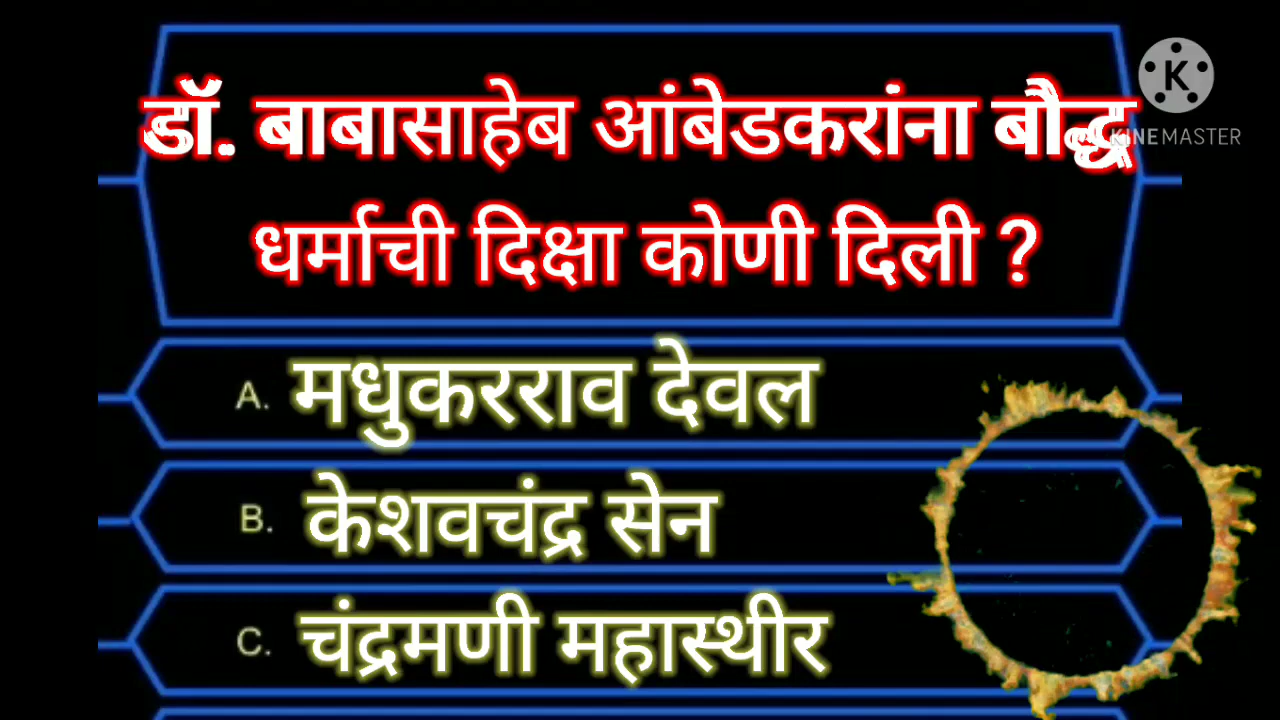 डॉ. बाबासाहेब आंबेडकरांना बौद्ध
KINEMASTER
धर्माची दिक्षा कोणी दिली ?
A. मधुकरराव देवल
B. केशवचंद्र सेन
C. चंद्रमणी महास्थीर